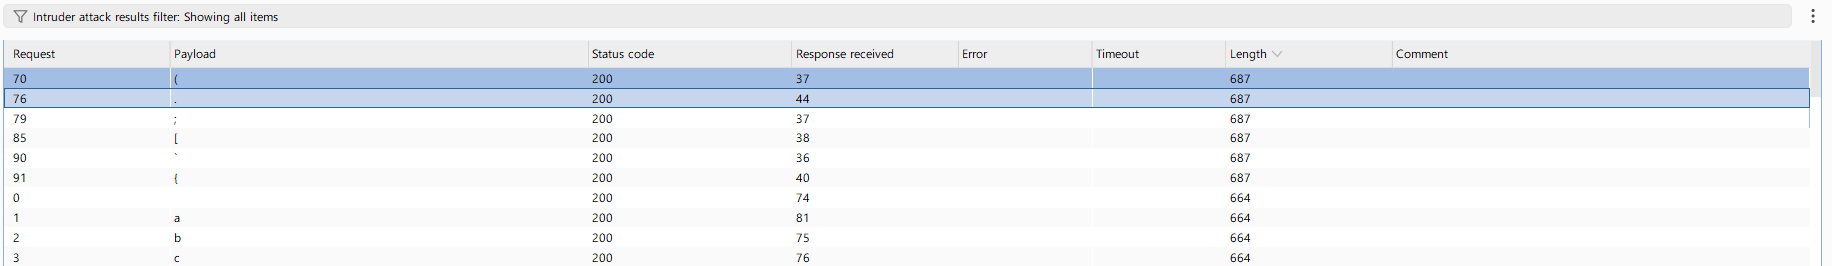 Intruder attack results filter: Showing all items
Request Payload Status code Response received Error Timeout Length Comment
70 ( 200 37 687
76 . 200 44 687
79 ; 200 37 687
85 [ 200 38 687
90 ` 200 36 687
91 { 200 40 687
0 200 74 664
1 a 200 81 664
2 b 200 75 664
3 c 200 76 664